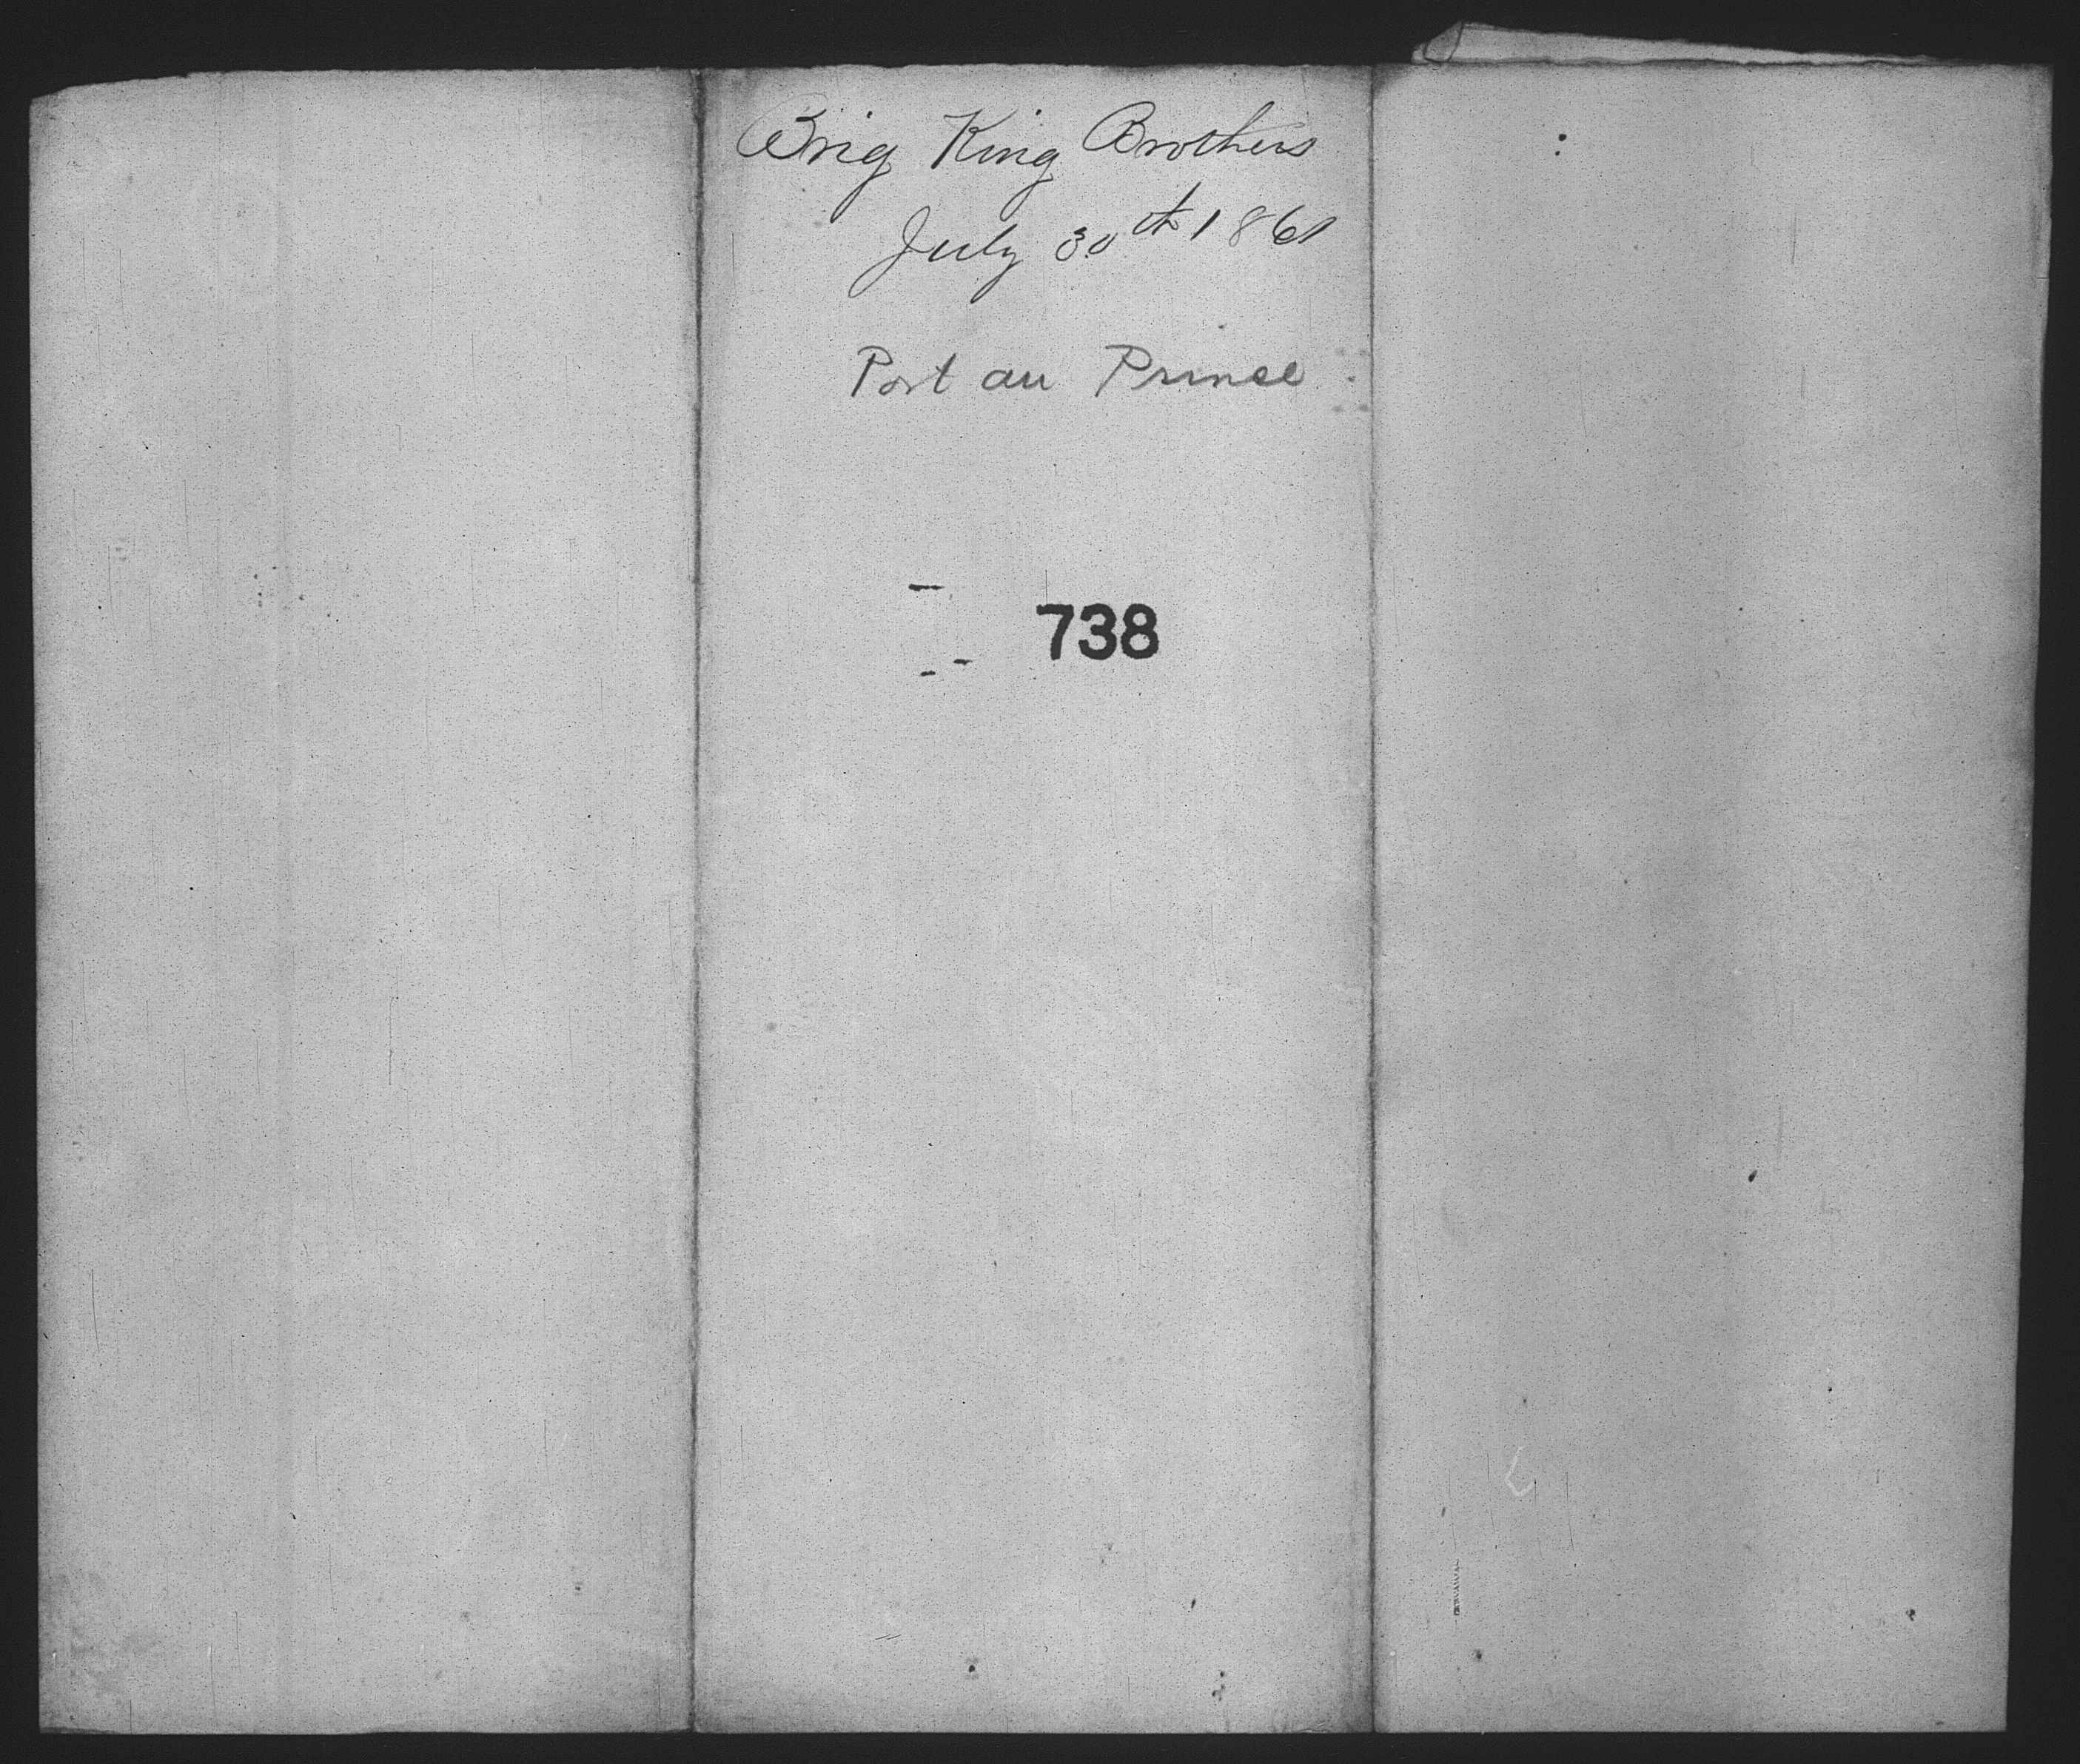 Brig King Brothers
July 30th 1861
Port au Prince
738